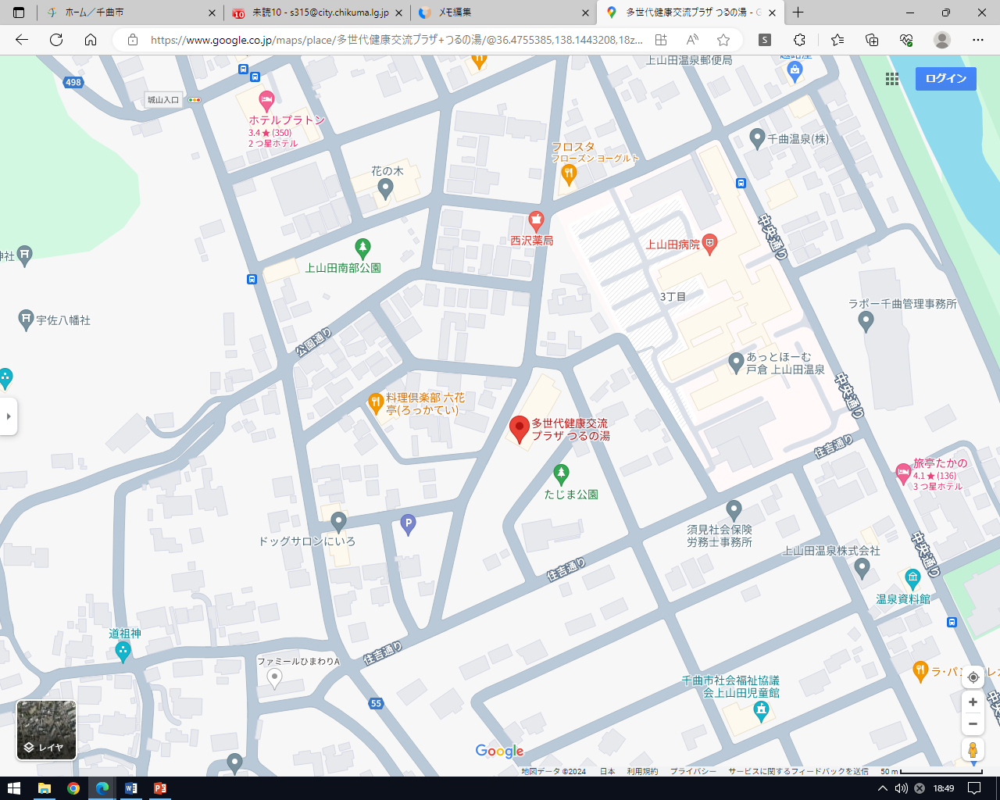 ホーム／千曲市
未読10 - s315@city.chikuma.lg.jp
メモ編集
多世代健康交流プラザ つるの湯 - G
https://www.google.co.jp/maps/place/多世代健康交流プラザ+つるの湯/@36.4755385,138.1443208,18z...
上山田温泉郵便局
ログイン
498
城山入口
ホテルプラトン
3.4★(350)
2 つ星ホテル
千曲温泉(株)
フロスタ
フローズン ヨーグルト
花の木
西沢薬局
上山田病院
中央通り
神社
上山田南部公園
3丁目
ラポー千曲管理事務所
宇佐八幡社
公園通り
あっとほーむ
戸倉 上山田温泉
中央通り
料理倶楽部 六花
亭(ろっかてい)
多世代健康交流
プラザ つるの湯
住吉通り
旅亭たかの
4.1★(136)
3 つ星ホテル
たじま公園
P
ドッグサロンにいろ
須見社会保険
労務士事務所
上山田温泉株式会社
中央通り
住吉通り
温泉資料館
道祖神
住吉通り
ファミールひまわりA
千曲市社会福祉協議
会上山田児童館
55
中央
レイヤ
Google
地図データ ©2024 日本 利用規約 プライバシー サービスに関するフィードバックを送信 50 m
18:49